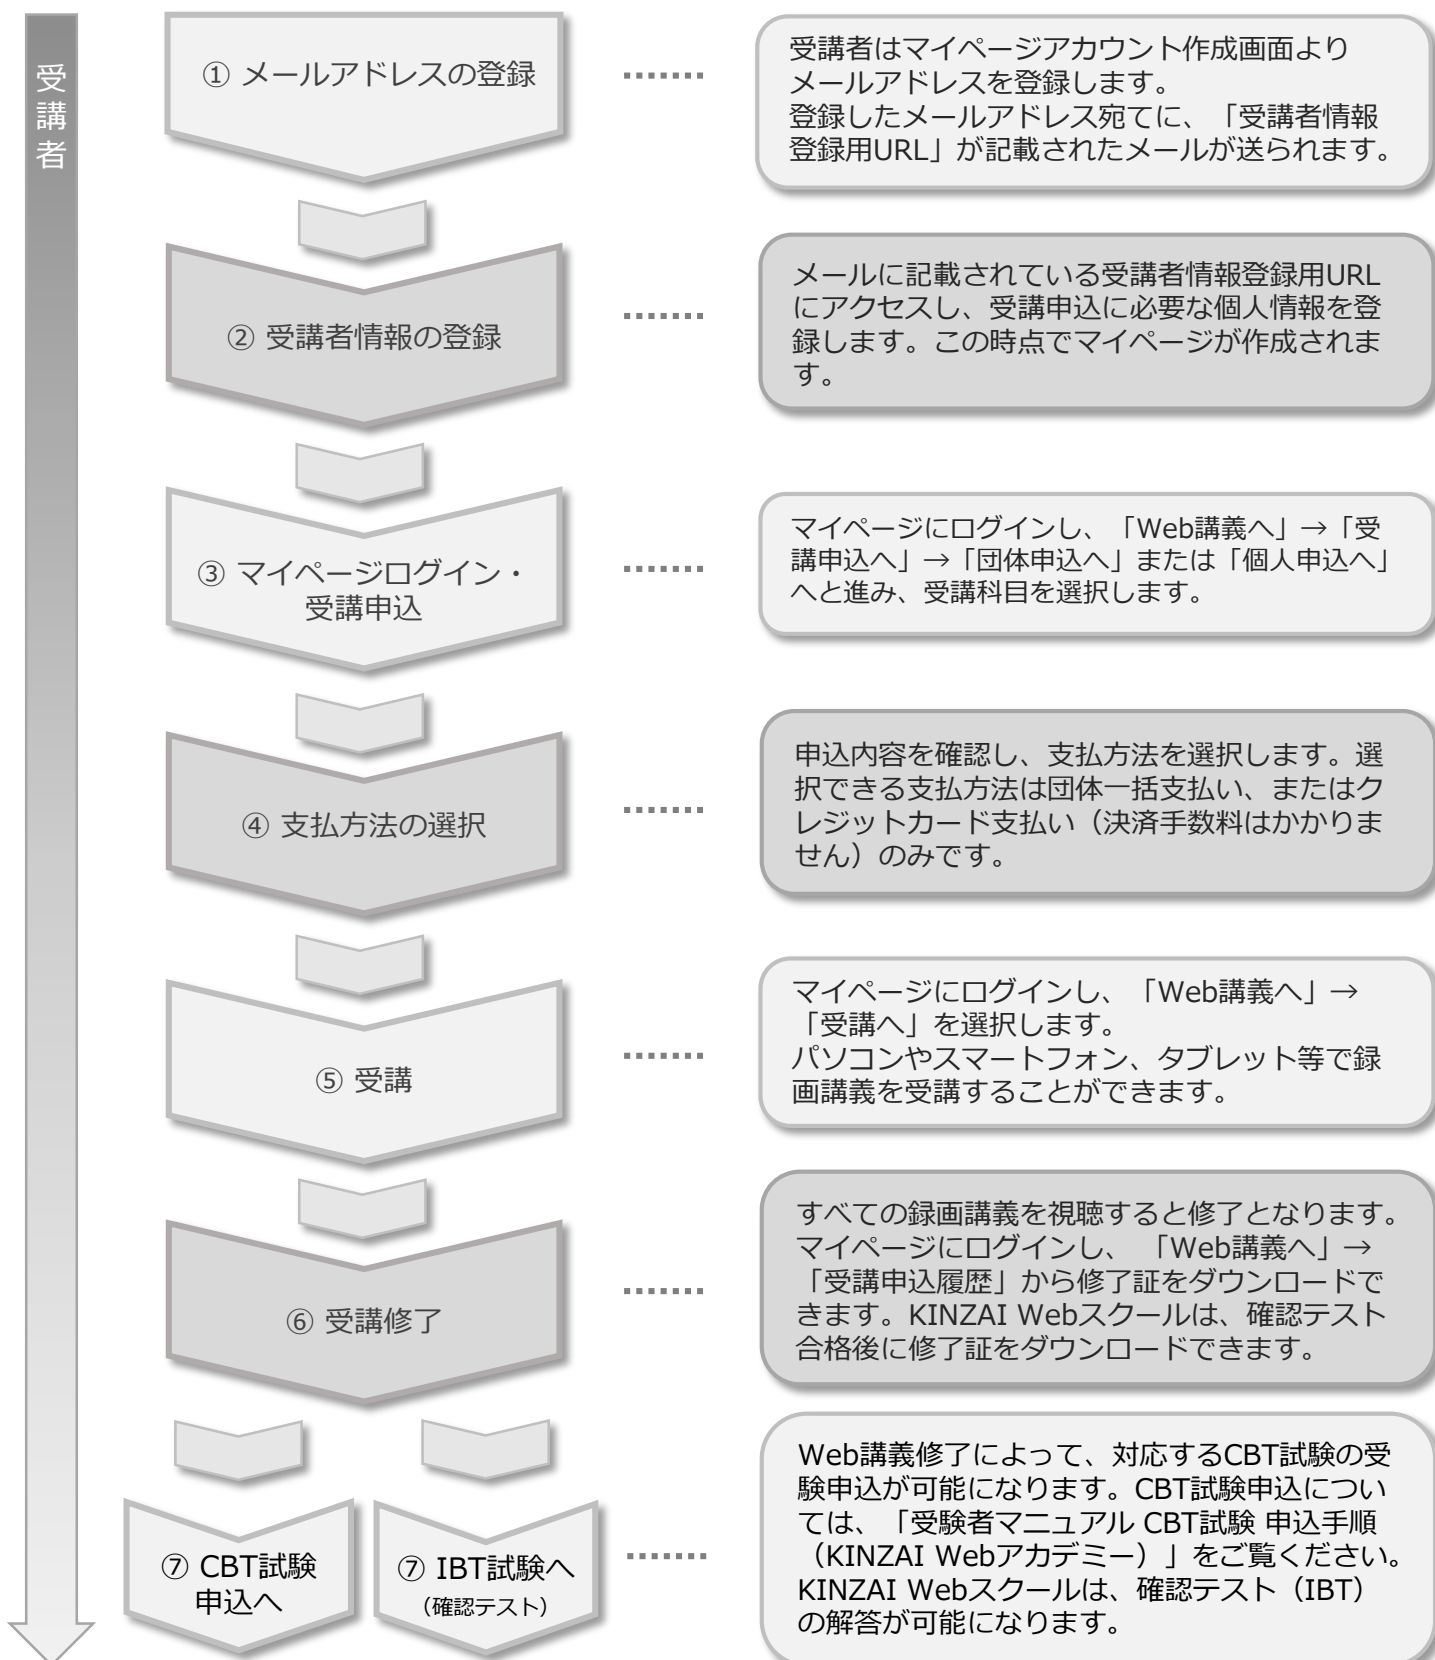 受講者
① メールアドレスの登録
受講者はマイページアカウント作成画面より
メールアドレスを登録します。
登録したメールアドレス宛てに、「受講者情報
登録用URL」が記載されたメールが送られます。
② 受講者情報の登録
メールに記載されている受講者情報登録用URL
にアクセスし、受講申込に必要な個人情報を登
録します。この時点でマイページが作成されま
す。
③ マイページログイン・
受講申込
マイページにログインし、「Web講義へ」→「受
講申込へ」→「団体申込へ」または「個人申込へ」
へと進み、受講科目を選択します。
④ 支払方法の選択
申込内容を確認し、支払方法を選択します。選
択できる支払方法は団体一括支払い、またはク
レジットカード支払い（決済手数料はかかりま
せん）のみです。
⑤ 受講
マイページにログインし、「Web講義へ」→
「受講へ」を選択します。
パソコンやスマートフォン、タブレット等で録
画講義を受講することができます。
⑥ 受講修了
すべての録画講義を視聴すると修了となります。
マイページにログインし、 「Web講義へ」→
「受講申込履歴」から修了証をダウンロードで
きます。KINZAI Webスクールは、確認テスト
合格後に修了証をダウンロードできます。
⑦ CBT試験
申込へ
⑦ IBT試験へ
（確認テスト）
Web講義修了によって、対応するCBT試験の受
験申込が可能になります。CBT試験申込につい
ては、「受験者マニュアル CBT試験 申込手順
（KINZAI Webアカデミー）」をご覧ください。
KINZAI Webスクールは、確認テスト（IBT）
の解答が可能になります。